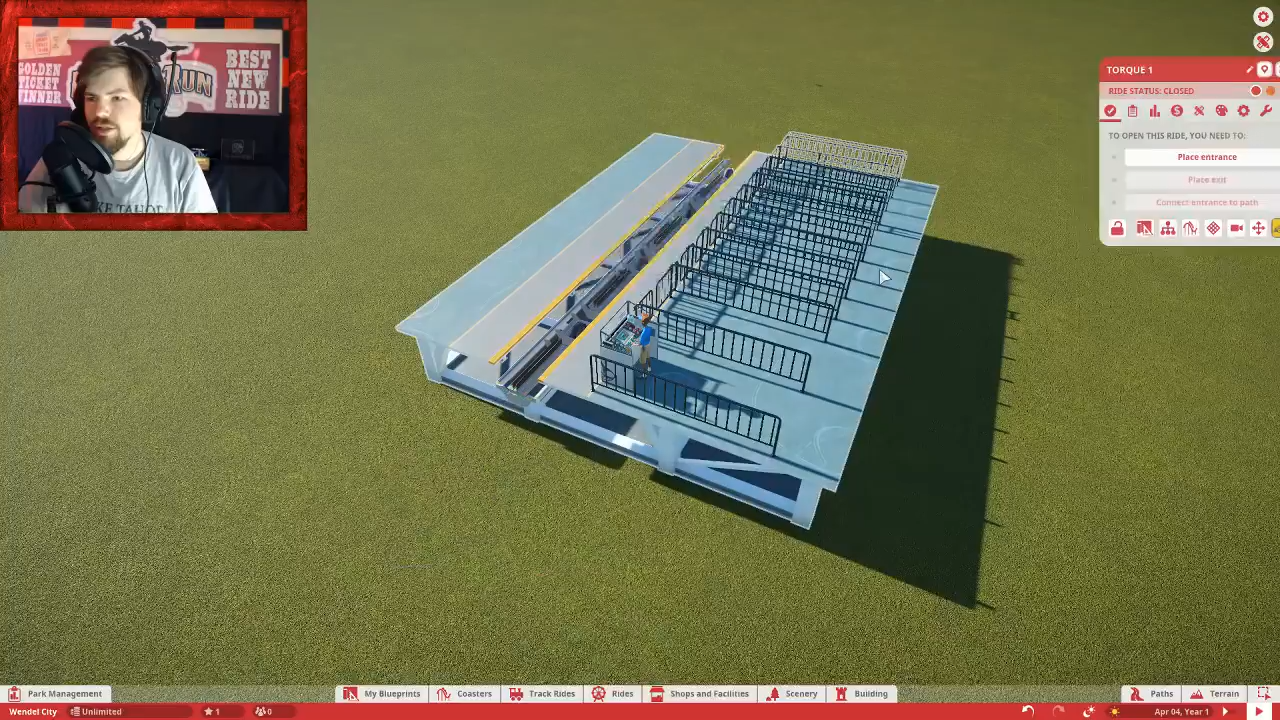 GOLDEN
TICKET
WINNER
RUN
BEST
NEW
RIDE
KE TAHO
TORQUE 1
RIDE STATUS: CLOSED
TO OPEN THIS RIDE, YOU NEED TO:
Place entrance
Place exit
Connect entrance to path
Park Management
My Blueprints
Coasters
Track Rides
Rides
Shops and Facilities
Scenery
Building
Paths
Terrain
Wendel City
Unlimited
1
0
Apr 04, Year 1